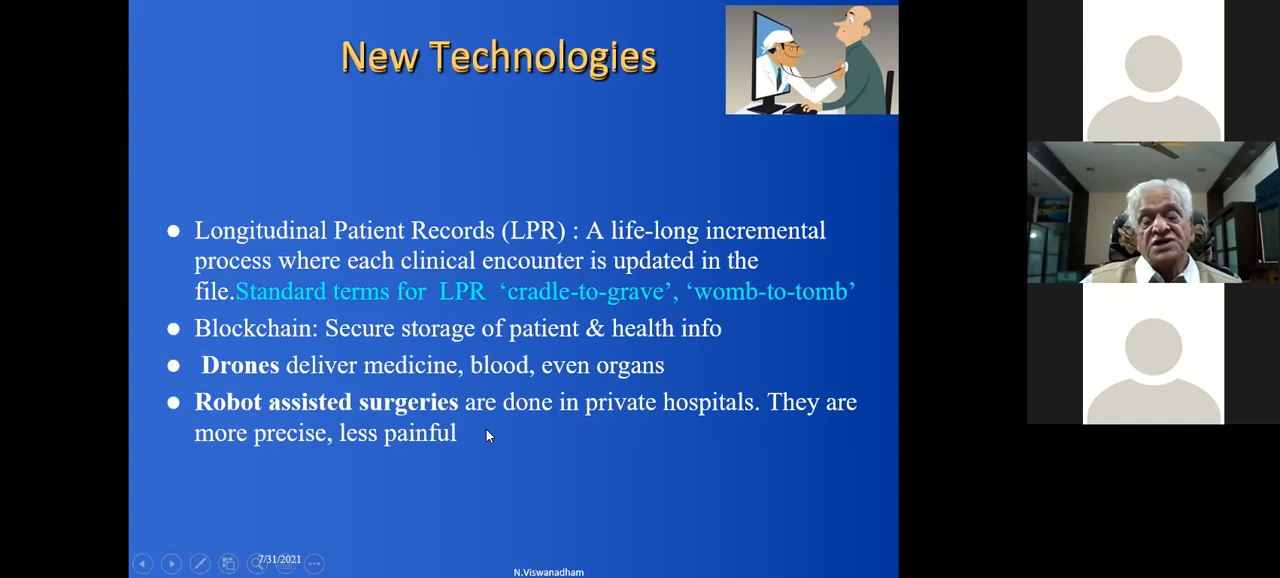 New Technologies
● Longitudinal Patient Records (LPR) : A life-long incremental
process where each clinical encounter is updated in the
file.Standard terms for LPR ‘cradle-to-grave’, ‘womb-to-tomb’
● Blockchain: Secure storage of patient & health info
● Drones deliver medicine, blood, even organs
● Robot assisted surgeries are done in private hospitals. They are
more precise, less painful
7/31/2021
N.Viswanadham